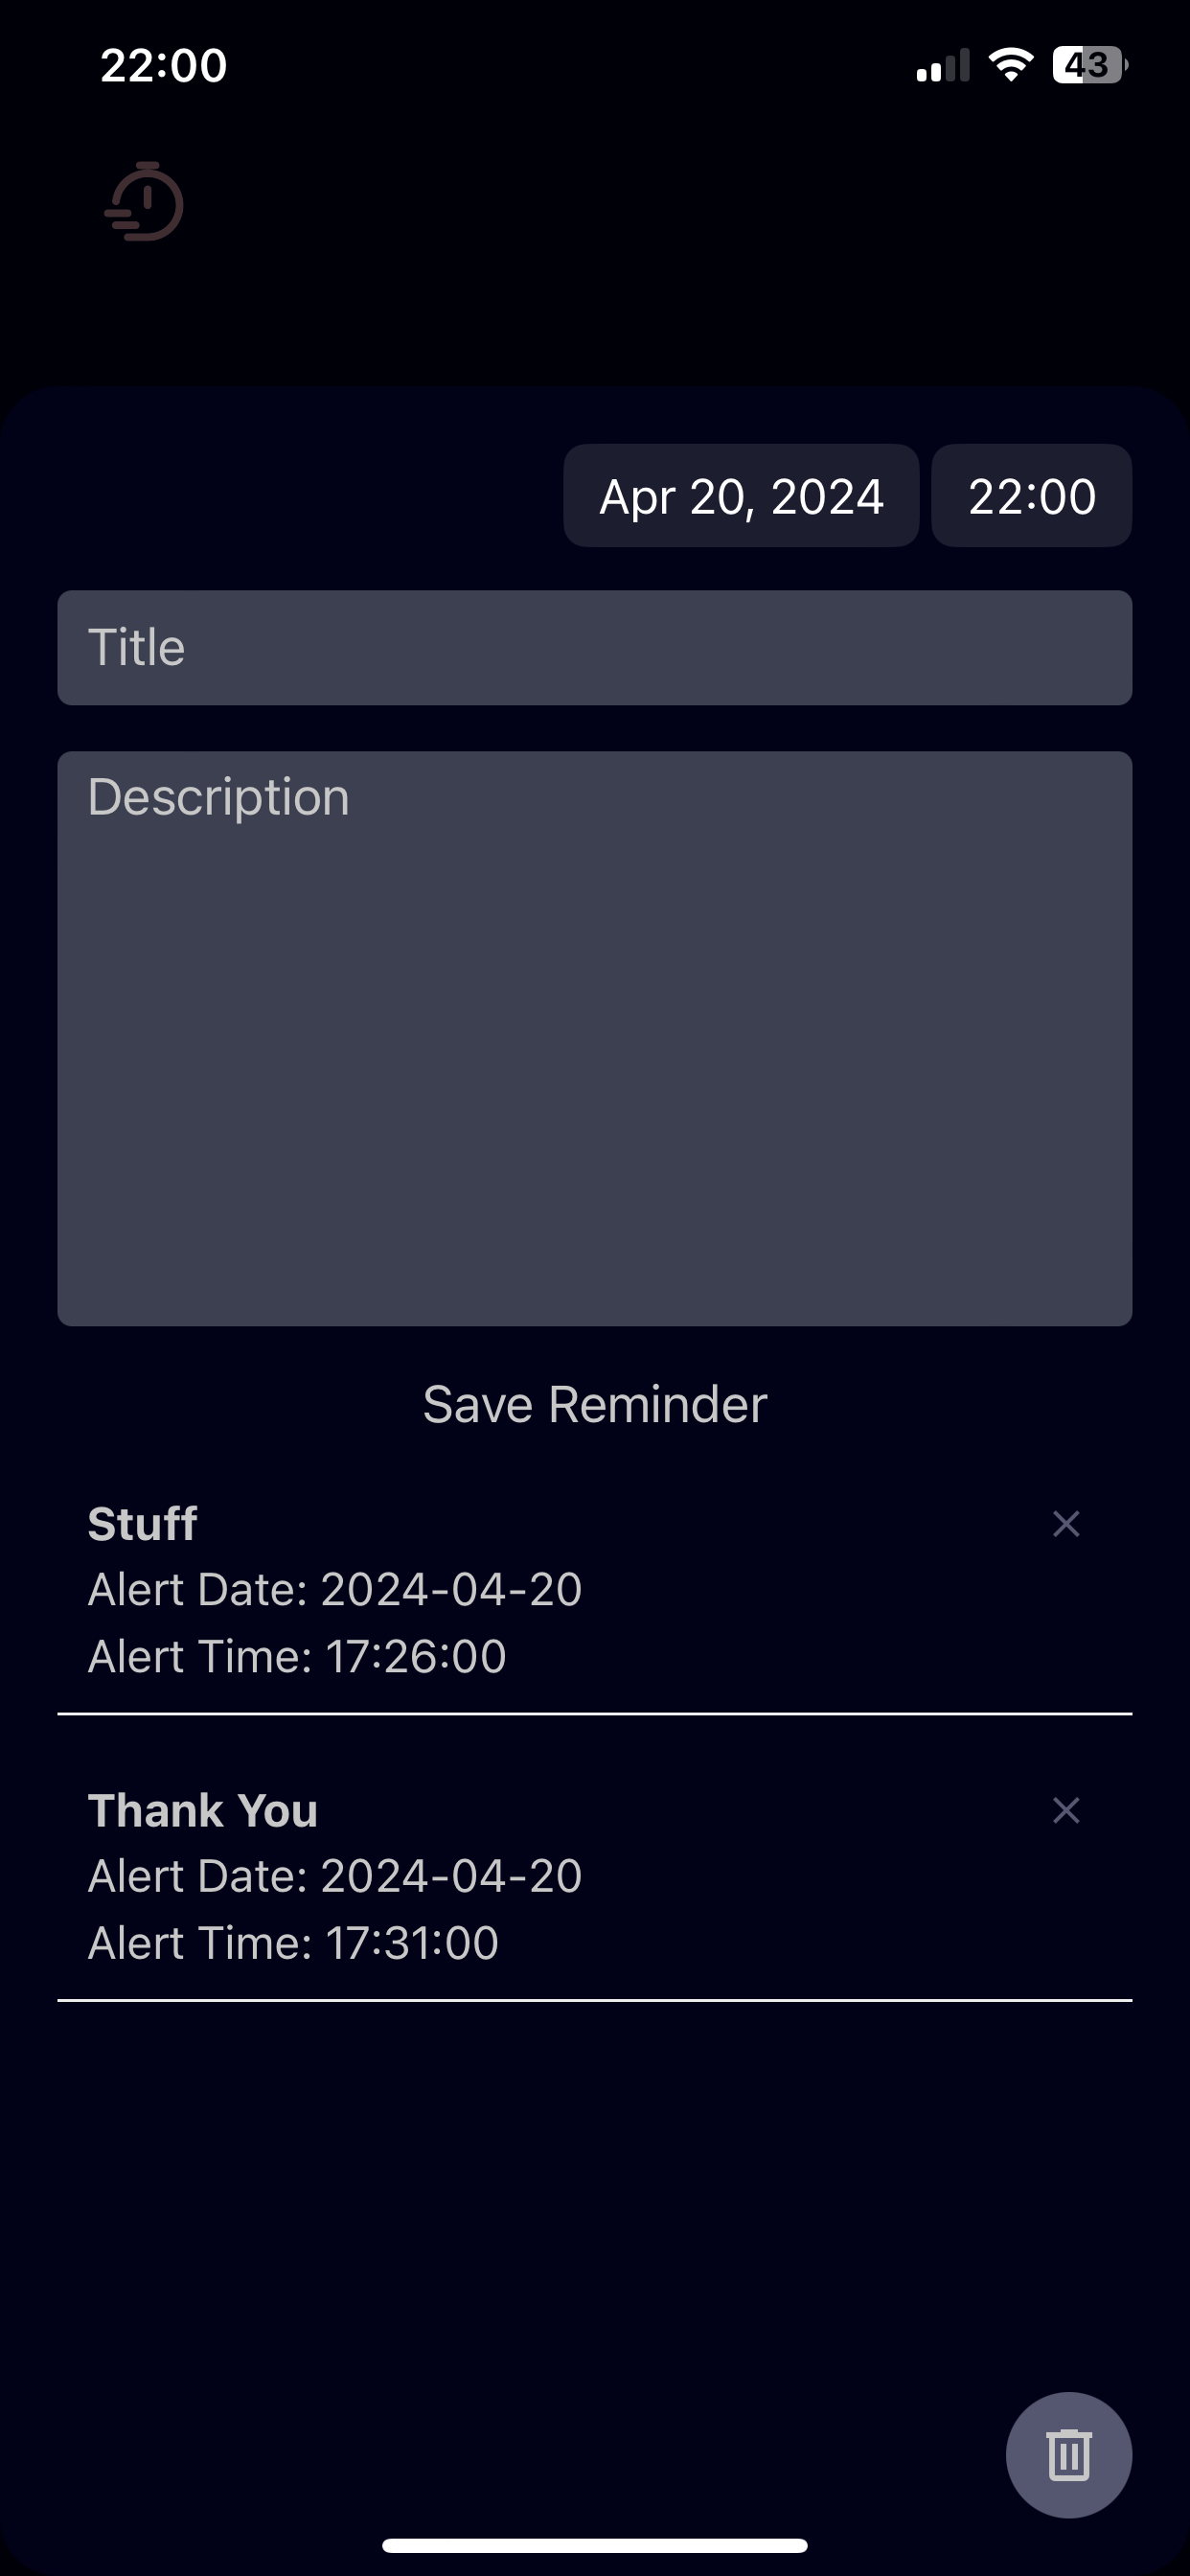 22:00
43
Apr 20, 2024
22:00
Title
Description
Save Reminder
Stuff
Alert Date: 2024-04-20
Alert Time: 17:26:00
Thank You
Alert Date: 2024-04-20
Alert Time: 17:31:00